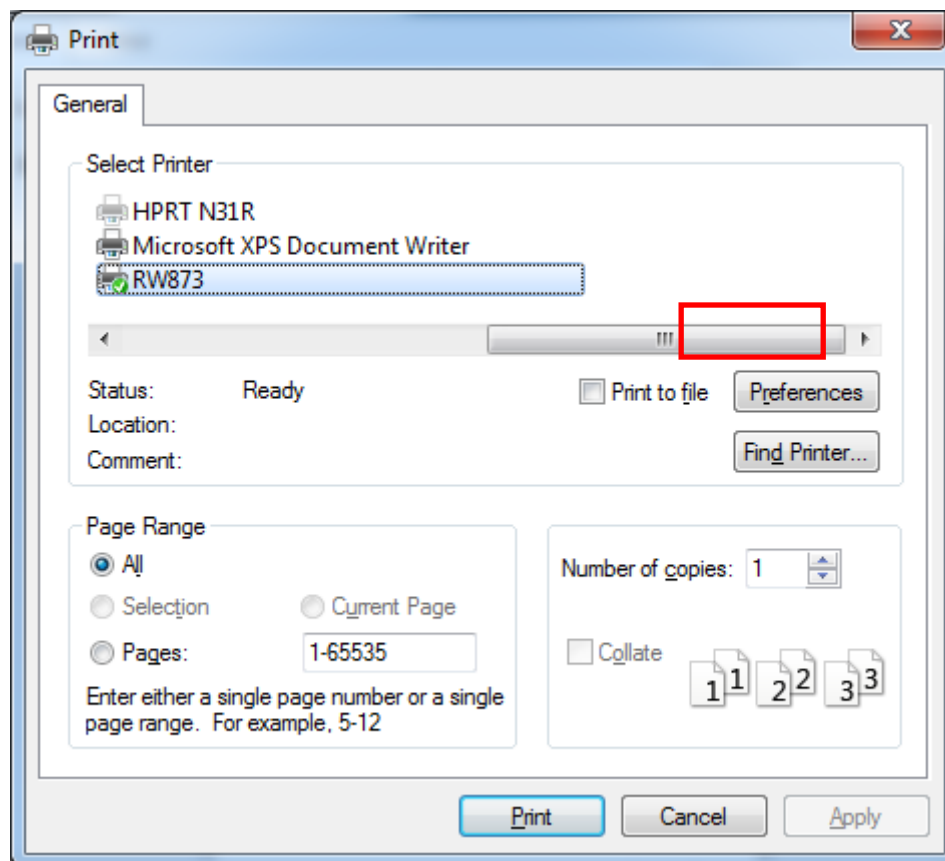 Print
General
Select Printer
HPRT N31R
Microsoft XPS Document Writer
RW873
Status: Ready
Print to file
Preferences
Location:
Comment:
Find Printer...
Page Range
All
Selection
Current Page
Pages: 1-65535
Enter either a single page number or a single
page range. For example, 5-12
Number of copies: 1
Collate
1 1 2 2 3 3
Print
Cancel
Apply